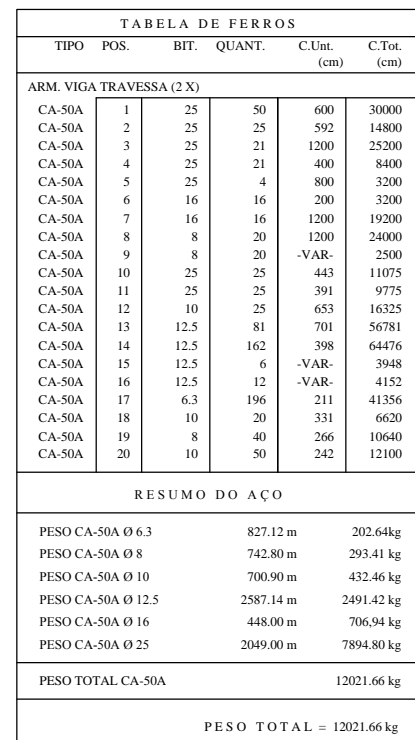 TABELA DE FERROS
TIPO POS. BIT. QUANT. C.Unt. C.Tot.
(cm) (cm)
ARM. VIGA TRAVESSA (2 X)
CA-50A 1 25 50 600 30000
CA-50A 2 25 25 592 14800
CA-50A 3 25 21 1200 25200
CA-50A 4 25 21 400 8400
CA-50A 5 25 4 800 3200
CA-50A 6 16 16 200 3200
CA-50A 7 16 16 1200 19200
CA-50A 8 8 20 1200 24000
CA-50A 9 8 20 -VAR- 2500
CA-50A 10 25 25 443 11075
CA-50A 11 25 25 391 9775
CA-50A 12 10 25 653 16325
CA-50A 13 12.5 81 701 56781
CA-50A 14 12.5 162 398 64476
CA-50A 15 12.5 6 -VAR- 3948
CA-50A 16 12.5 12 -VAR- 4152
CA-50A 17 6.3 196 211 41356
CA-50A 18 10 20 331 6620
CA-50A 19 8 40 266 10640
CA-50A 20 10 50 242 12100
RESUMO DO AÇO
PESO CA-50A Ø 6.3 827.12 m 202.64kg
PESO CA-50A Ø 8 742.80 m 293.41 kg
PESO CA-50A Ø 10 700.90 m 432.46 kg
PESO CA-50A Ø 12.5 2587.14 m 2491.42 kg
PESO CA-50A Ø 16 448.00 m 706,94 kg
PESO CA-50A Ø 25 2049.00 m 7894.80 kg
PESO TOTAL CA-50A 12021.66 kg
PESO TOTAL = 12021.66 kg